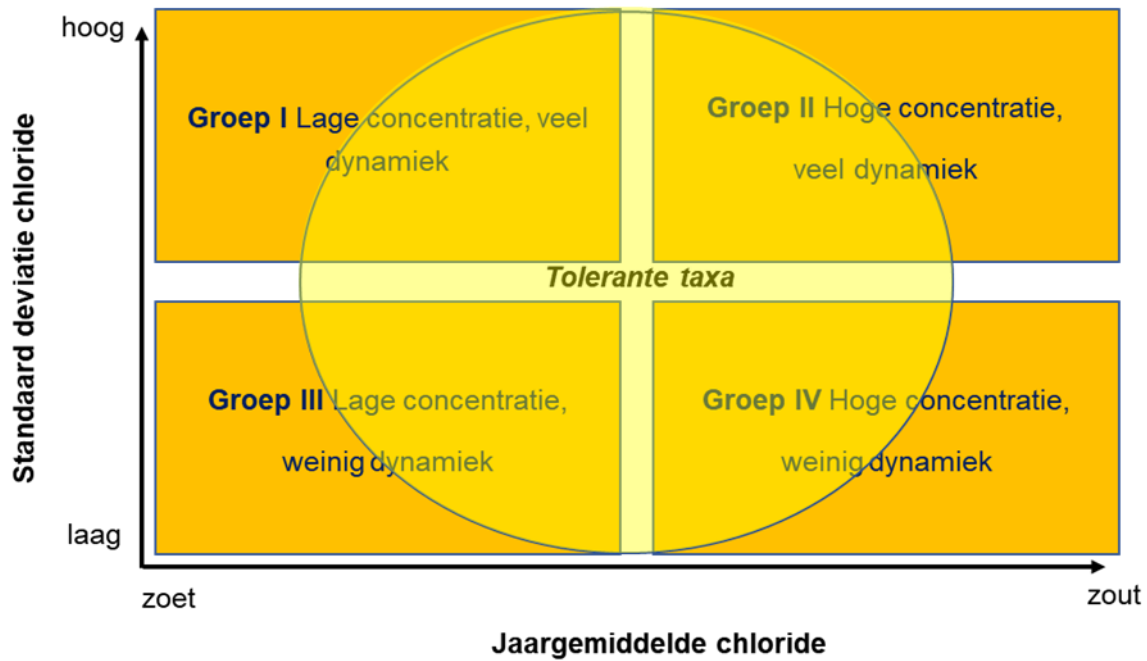 hoog
Groep I Lage concentratie, veel
dynamiek
Groep II Hoge concentratie,
veel dynamiek
Standaard deviatie chloride
Tolerante taxa
Groep III Lage concentratie,
weinig dynamiek
Groep IV Hoge concentratie,
weinig dynamiek
laag
zoet
zout
Jaargemiddelde chloride